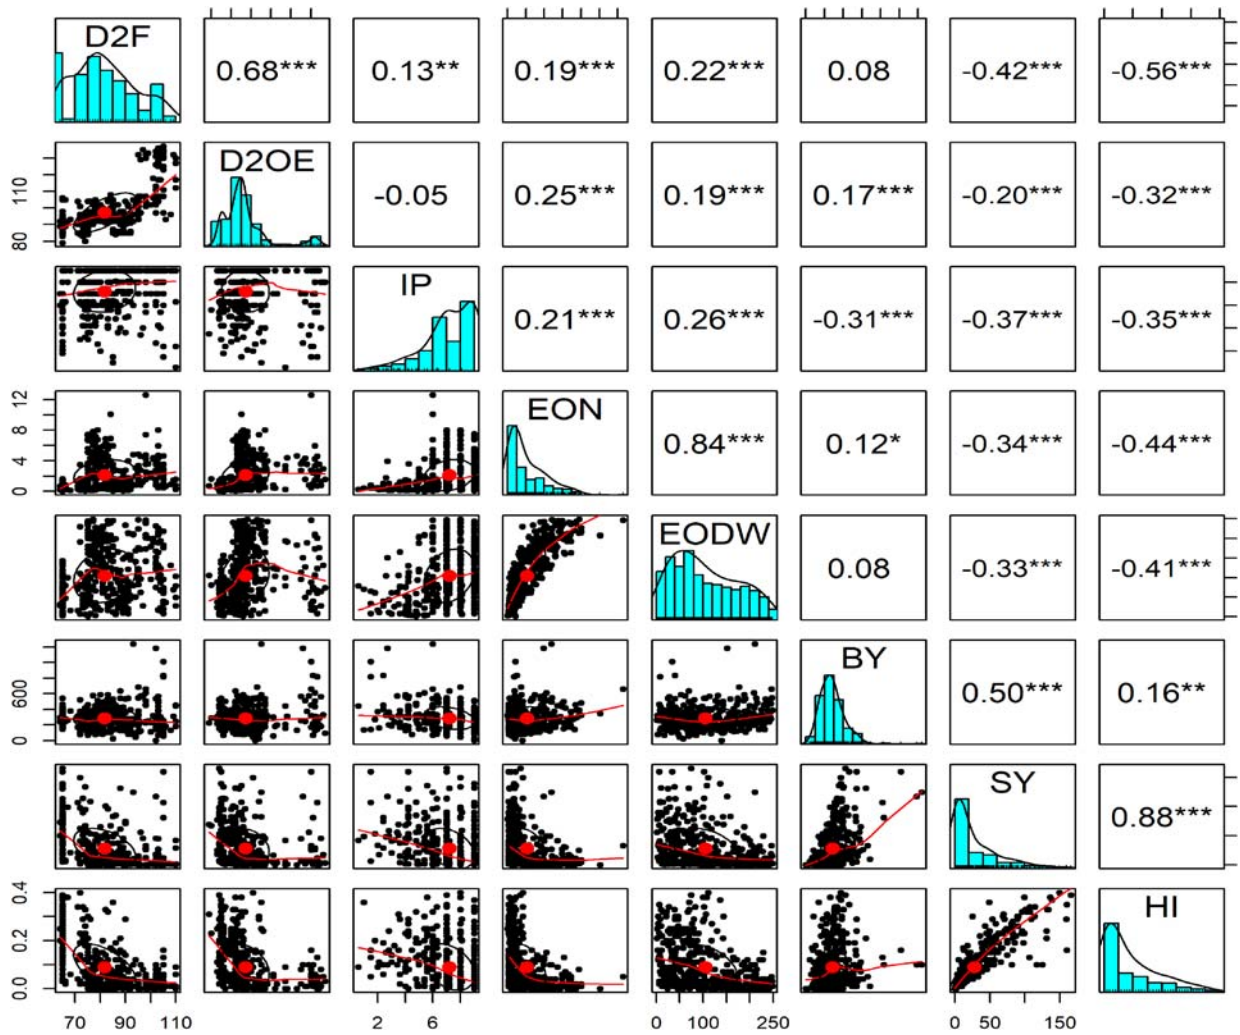 D2F 0.68*** 0.13** 0.19*** 0.22*** 0.08 -0.42*** -0.56***
80 110 D2OE -0.05 0.25*** 0.19*** 0.17*** -0.20*** -0.32***
IP 0.21*** 0.26*** -0.31*** -0.37*** -0.35***
0 4 8 12 EON 0.84*** 0.12* -0.34*** -0.44***
EODW 0.08 -0.33*** -0.41***
0 600 BY 0.50*** 0.16**
SY 0.88***
0.0 0.2 0.4 HI
70 90 110 2 6 0 100 250 0 50 150